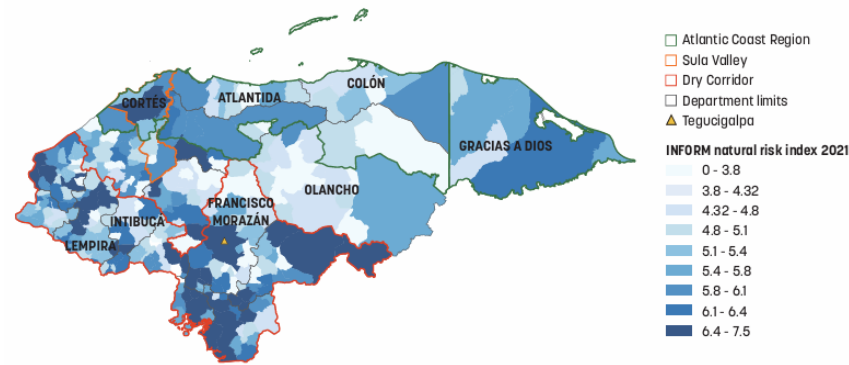 CORTÉS
ATLANTIDA
COLÓN
GRACIAS A DIOS
OLANCHO
FRANCISCO
MORAZÁN
INTIBUCÁ
LEMPIRA
Atlantic Coast Region
Sula Valley
Dry Corridor
Department limits
Tegucigalpa
INFORM natural risk index 2021
0 - 3.8
3.8 - 4.32
4.32 - 4.8
4.8 - 5.1
5.1 - 5.4
5.4 - 5.8
5.8 - 6.1
6.1 - 6.4
6.4 - 7.5